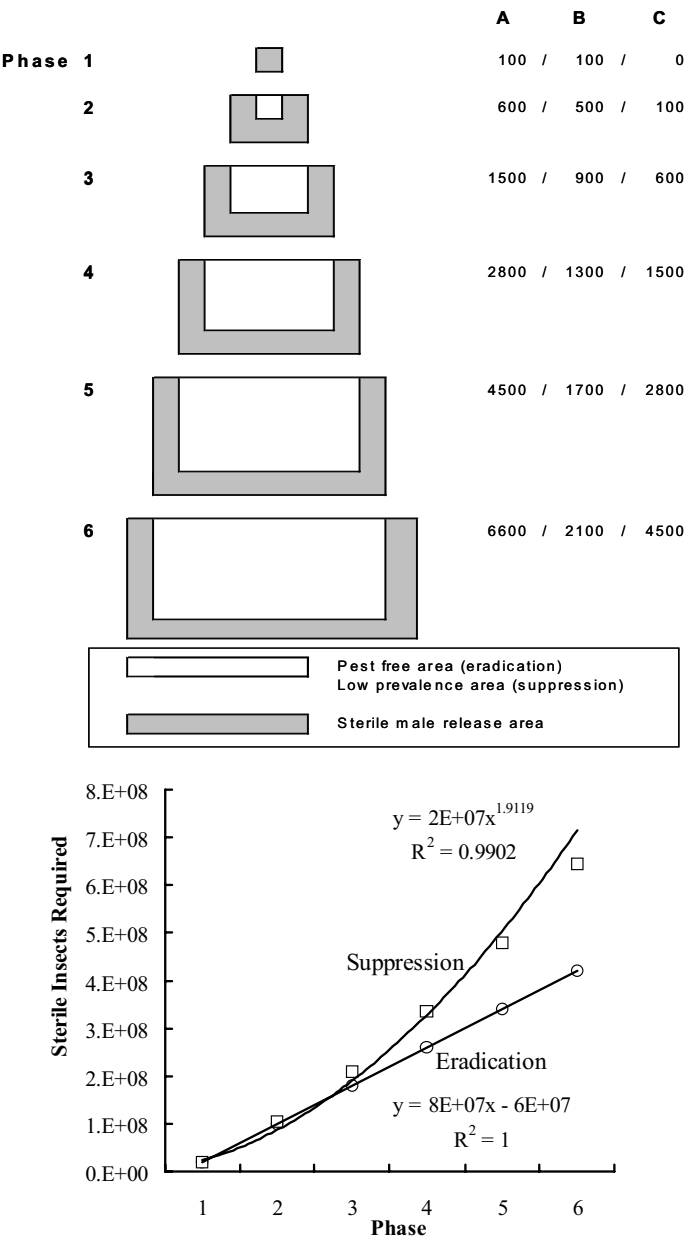 A B C
Phase 1 100 / 100 / 0
2 600 / 500 / 100
3 1500 / 900 / 600
4 2800 / 1300 / 1500
5 4500 / 1700 / 2800
6 6600 / 2100 / 4500
Pest free area (eradication)
Low prevalence area (suppression)
Sterile male release area
8.E+08
7.E+08
6.E+08
5.E+08
4.E+08
3.E+08
2.E+08
1.E+08
0.E+00
Sterile Insects Required
y = 2E+07x^1.9119
R² = 0.9902
Suppression
Eradication
y = 8E+07x - 6E+07
R² = 1
1 2 3 4 5 6
Phase